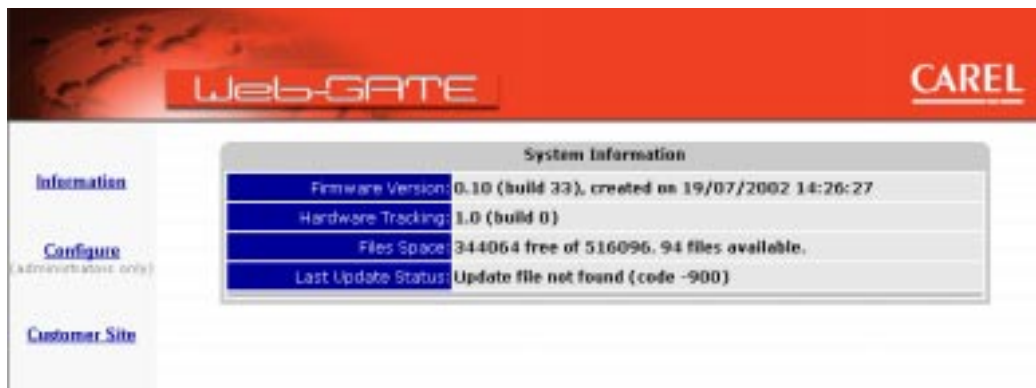 Web-GATE
CAREL
Information
Configure
(administrators only)
Customer Site
System Information
Firmware Version: 0.10 (build 33), created on 19/07/2002 14:26:27
Hardware Tracking: 1.0 (build 0)
Files Space: 344064 free of 516096. 94 files available.
Last Update Status: Update file not found (code -900)